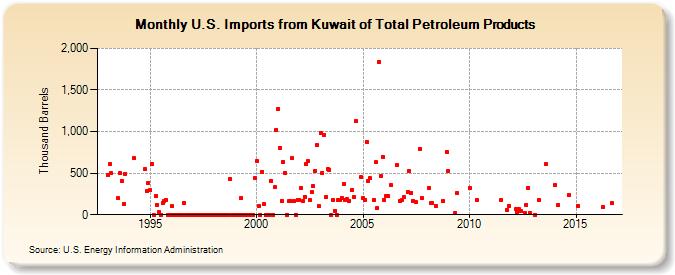 Monthly U.S. Imports from Kuwait of Total Petroleum Products
Thousand Barrels
2,000
1,500
1,000
500
0
1995 2000 2005 2010 2015
Source: U.S. Energy Information Administration